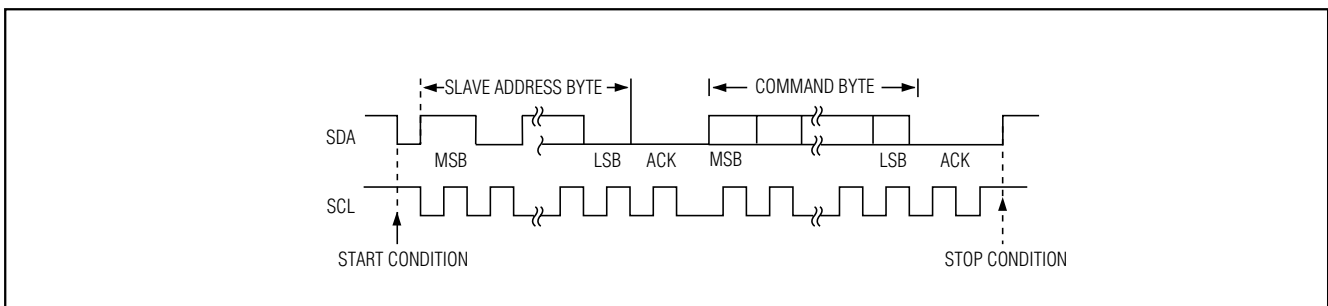 SLAVE ADDRESS BYTE COMMAND BYTE
SDA
MSB LSB ACK MSB LSB ACK
SCL
START CONDITION STOP CONDITION